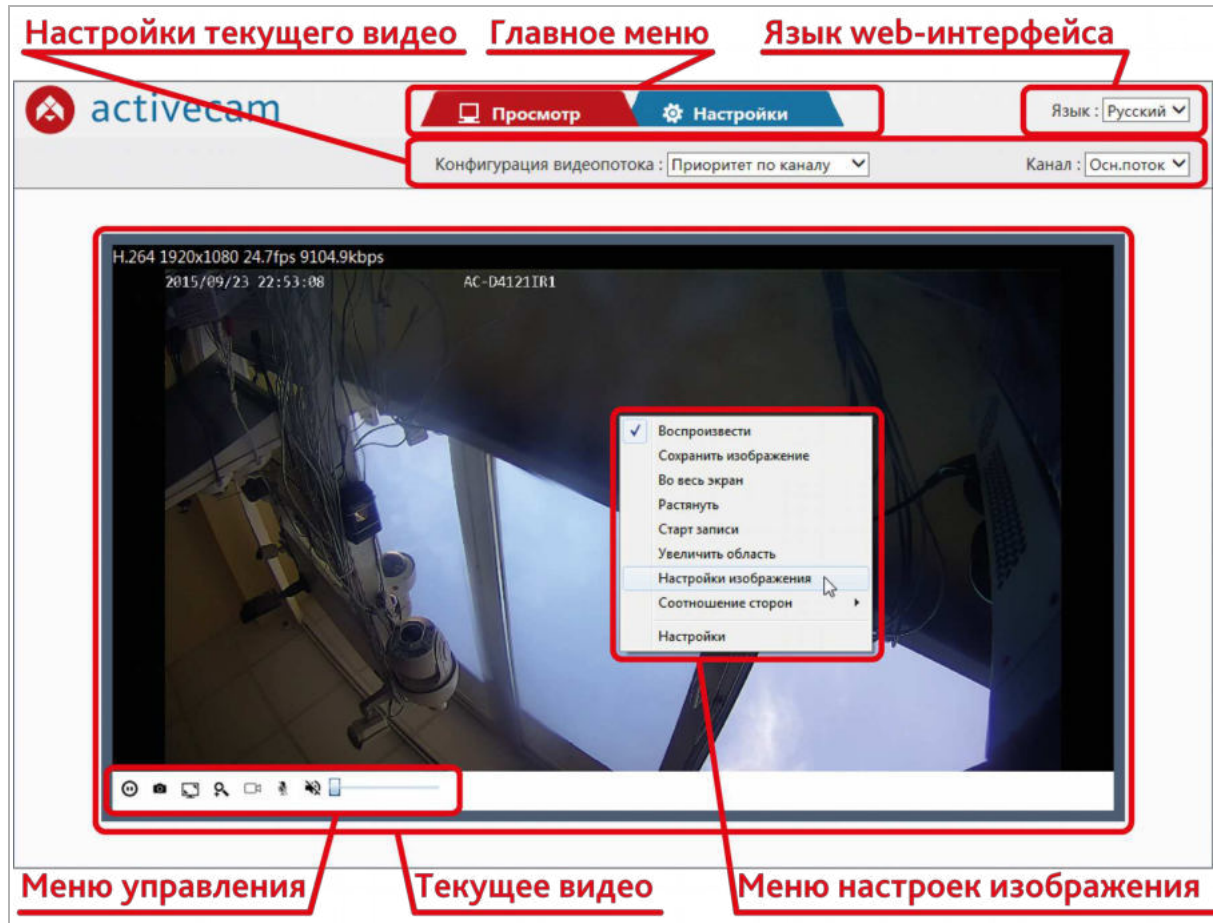 Настройки текущего видео Главное меню Язык web-интерфейса
activecam
Просмотр Настройки
Язык : Русский
Конфигурация видеопотока : Приоритет по каналу Канал : Осн.поток
H.264 1920x1080 24.7fps 9104.9kbps
2015/09/23 22:53:08 AC-D4121IR1
Воспроизвести
Сохранить изображение
Во весь экран
Растянуть
Старт записи
Увеличить область
Настройки изображения
Соотношение сторон
Настройки
Меню управления Текущее видео Меню настроек изображения